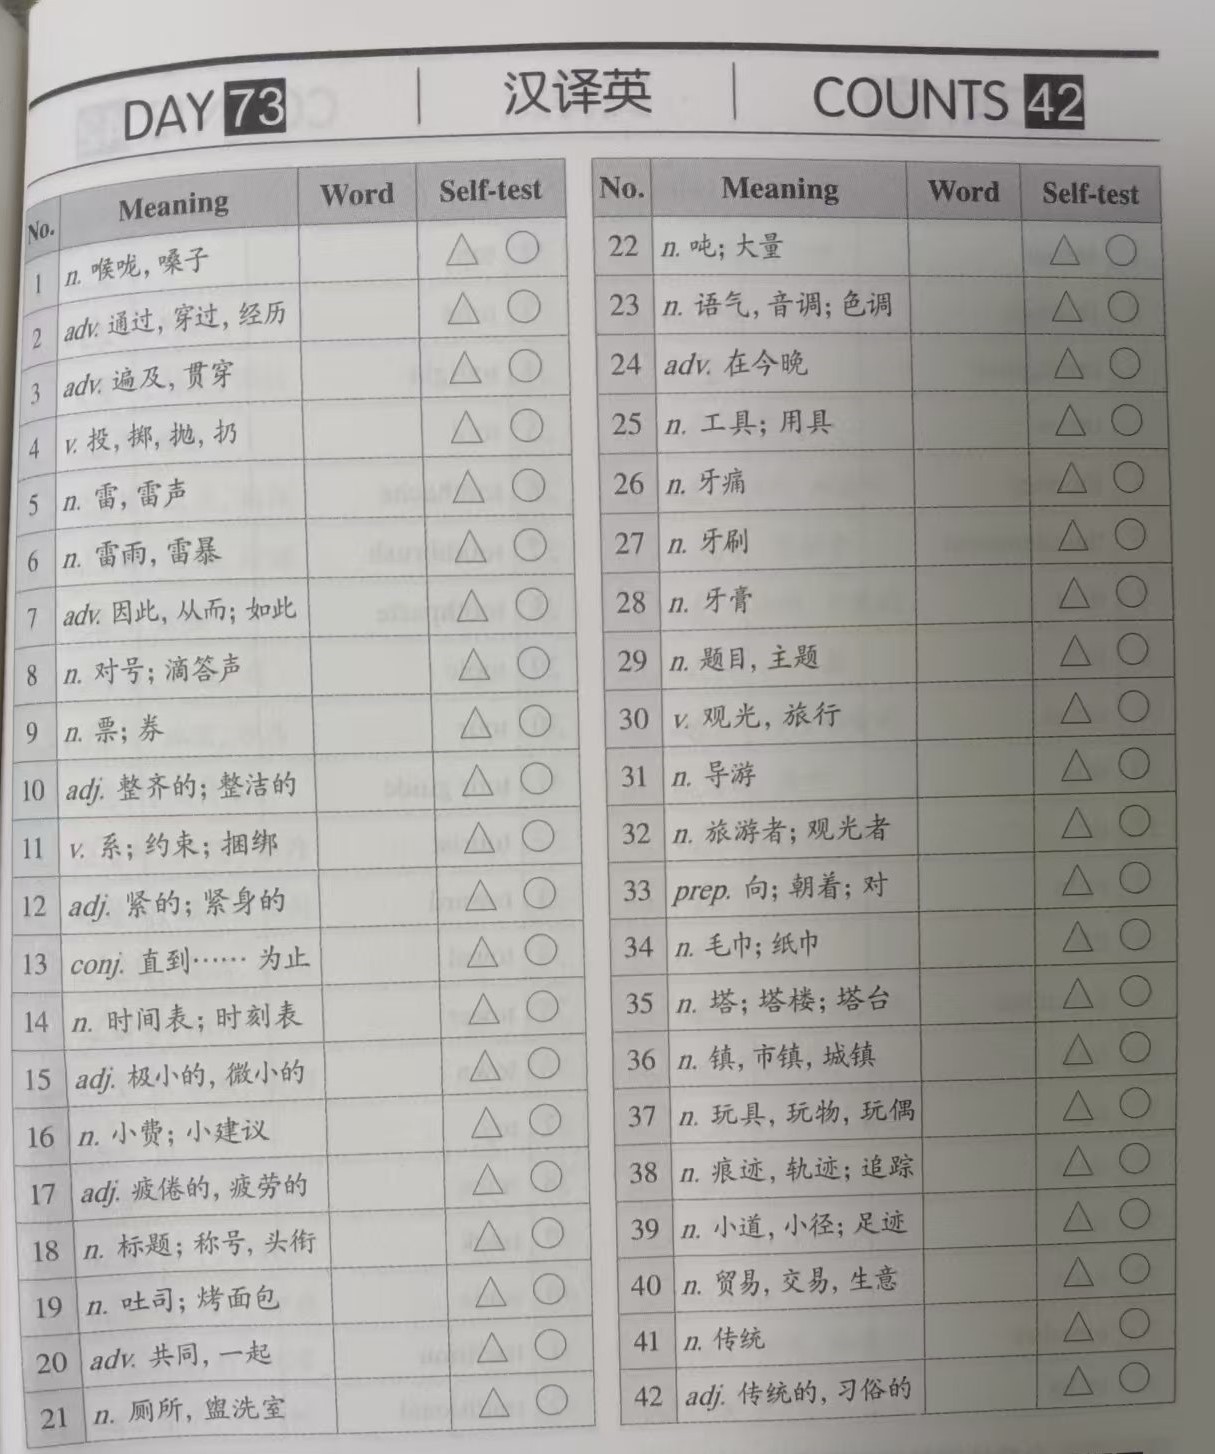 DAY 73 汉译英 COUNTS 42
No. Meaning Word Self-test
1 n. 喉咙, 嗓子 △ ○
2 adv. 通过, 穿过, 经历 △ ○
3 adv. 遍及, 贯穿 △ ○
4 v. 投, 掷, 抛, 扔 △ ○
5 n. 雷, 雷声 △ ○
6 n. 雷雨, 雷暴 △ ○
7 adv. 因此, 从而; 如此 △ ○
8 n. 对号; 滴答声 △ ○
9 n. 票; 券 △ ○
10 adj. 整齐的; 整洁的 △ ○
11 v. 系; 约束; 捆绑 △ ○
12 adj. 紧的; 紧身的 △ ○
13 conj. 直到…… 为止 △ ○
14 n. 时间表; 时刻表 △ ○
15 adj. 极小的, 微小的 △ ○
16 n. 小费; 小建议 △ ○
17 adj. 疲倦的, 疲劳的 △ ○
18 n. 标题; 称号, 头衔 △ ○
19 n. 吐司; 烤面包 △ ○
20 adv. 共同, 一起 △ ○
21 n. 厕所, 盥洗室 △ ○
No. Meaning Word Self-test
22 n. 吨; 大量 △ ○
23 n. 语气, 音调; 色调 △ ○
24 adv. 在今晚 △ ○
25 n. 工具; 用具 △ ○
26 n. 牙痛 △ ○
27 n. 牙刷 △ ○
28 n. 牙膏 △ ○
29 n. 题目, 主题 △ ○
30 v. 观光, 旅行 △ ○
31 n. 导游 △ ○
32 n. 旅游者; 观光者 △ ○
33 prep. 向; 朝着; 对 △ ○
34 n. 毛巾; 纸巾 △ ○
35 n. 塔; 塔楼; 塔台 △ ○
36 n. 镇, 市镇, 城镇 △ ○
37 n. 玩具, 玩物, 玩偶 △ ○
38 n. 痕迹, 轨迹; 追踪 △ ○
39 n. 小道, 小径; 足迹 △ ○
40 n. 贸易, 交易, 生意 △ ○
41 n. 传统 △ ○
42 adj. 传统的, 习俗的 △ ○